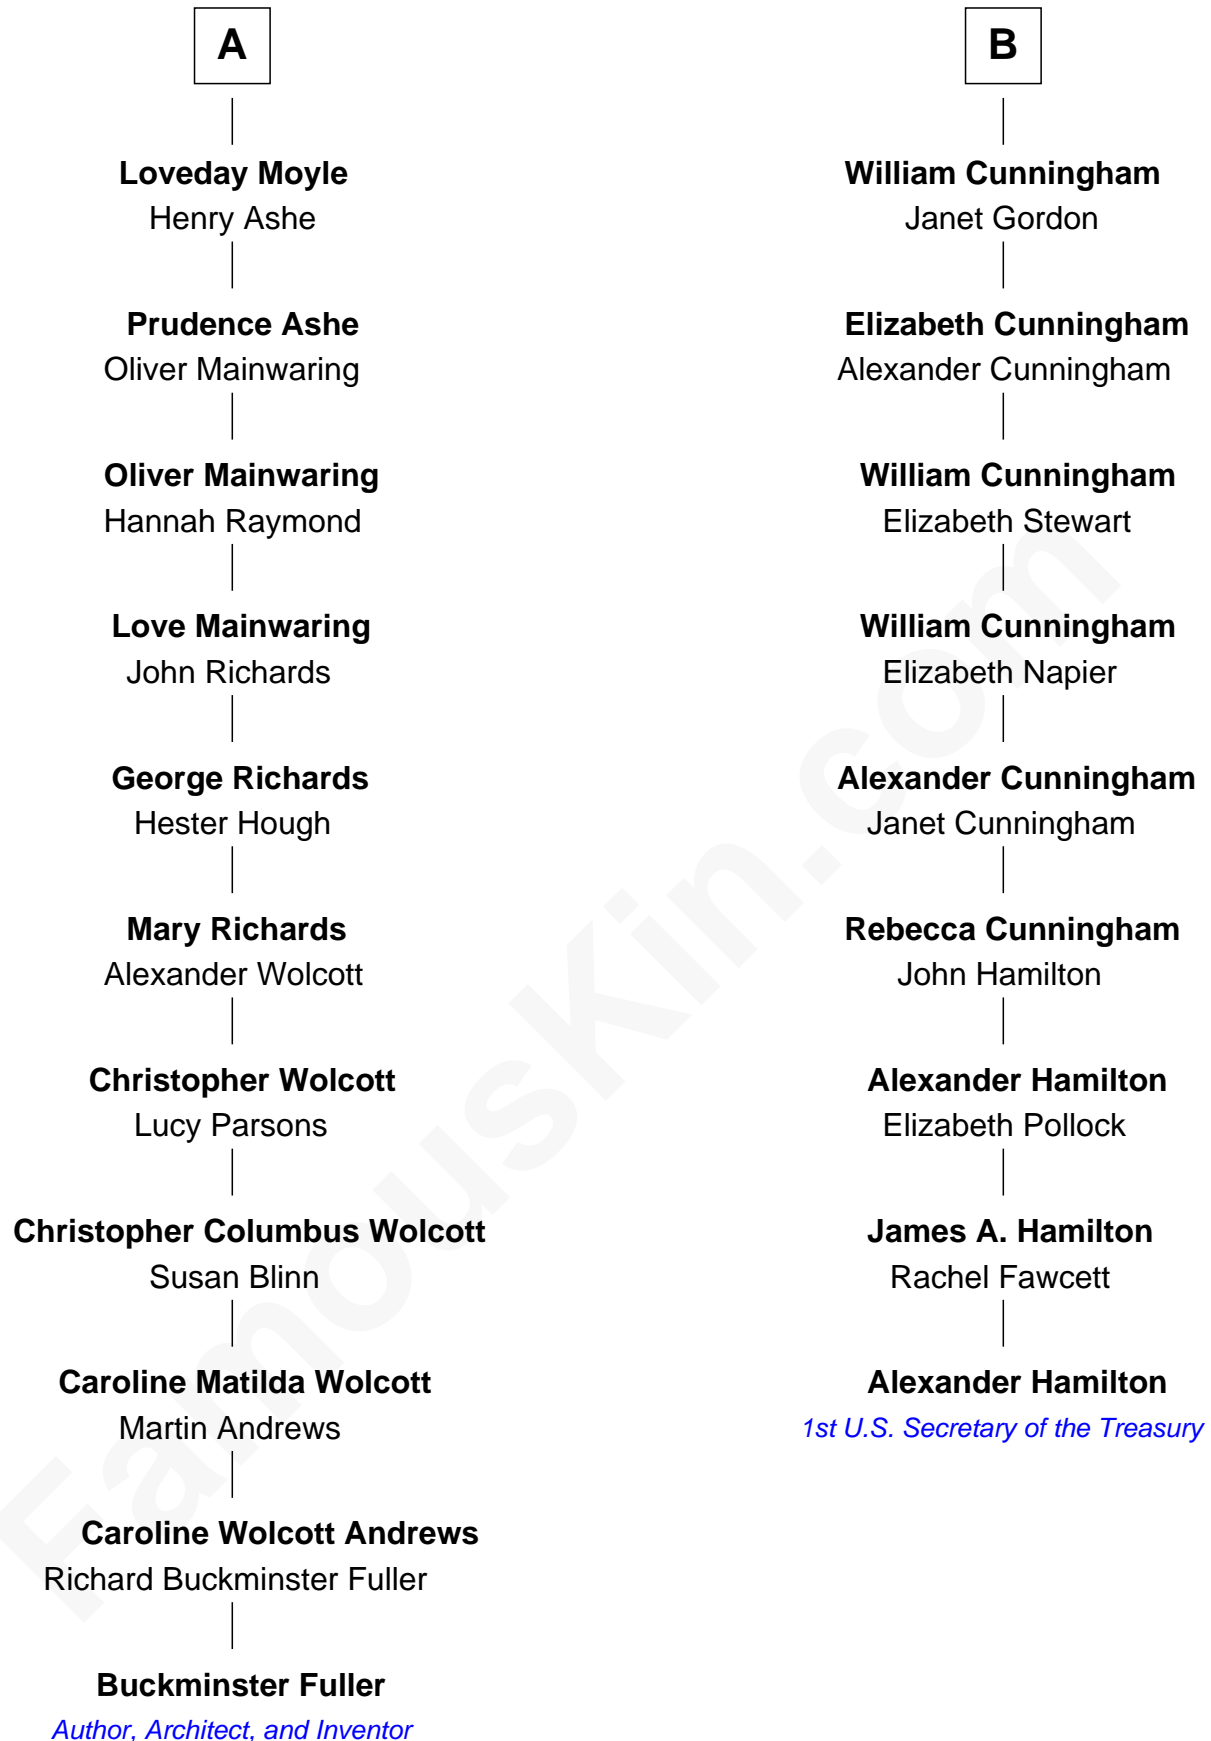 A
Loveday Moyle
Henry Ashe
Prudence Ashe
Oliver Mainwaring
Oliver Mainwaring
Hannah Raymond
Love Mainwaring
John Richards
George Richards
Hester Hough
Mary Richards
Alexander Wolcott
Christopher Wolcott
Lucy Parsons
Christopher Columbus Wolcott
Susan Blinn
Caroline Matilda Wolcott
Martin Andrews
Caroline Wolcott Andrews
Richard Buckminster Fuller
Buckminster Fuller
Author, Architect, and Inventor
B
William Cunningham
Janet Gordon
Elizabeth Cunningham
Alexander Cunningham
William Cunningham
Elizabeth Stewart
William Cunningham
Elizabeth Napier
Alexander Cunningham
Janet Cunningham
Rebecca Cunningham
John Hamilton
Alexander Hamilton
Elizabeth Pollock
James A. Hamilton
Rachel Fawcett
Alexander Hamilton
1st U.S. Secretary of the Treasury
FamousKin.com